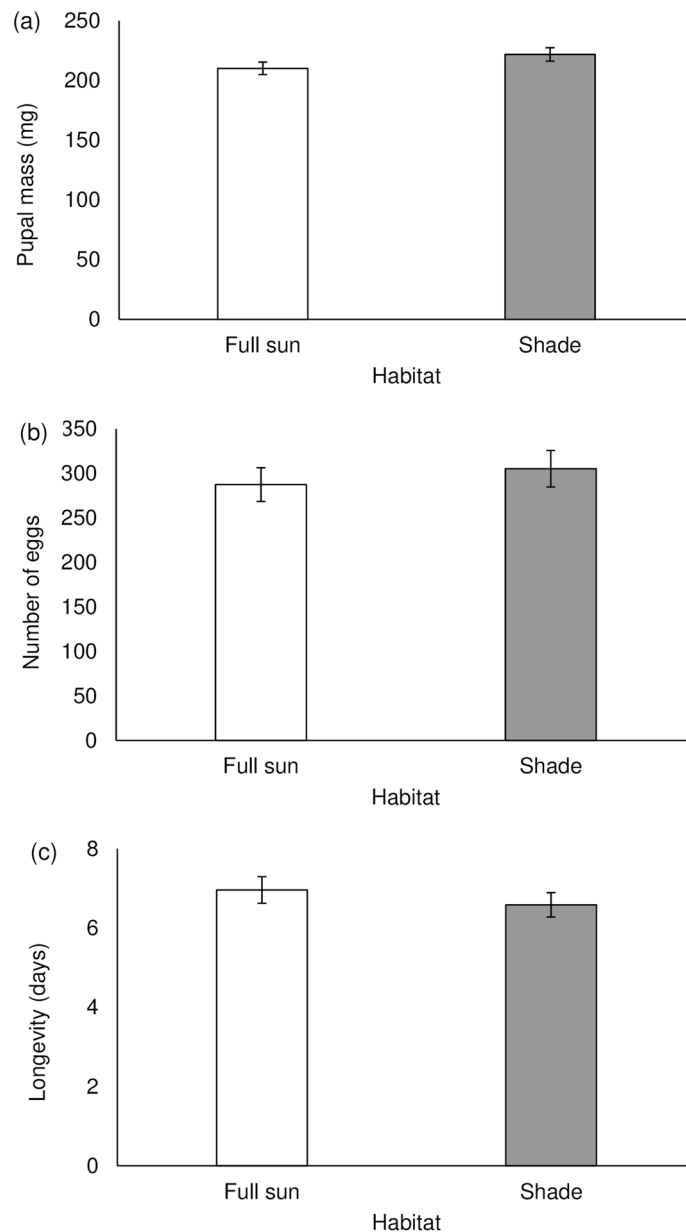 (a)
250
200
150
100
50
0
Pupal mass (mg)
Full sun Shade
Habitat
(b)
350
300
250
200
150
100
50
0
Number of eggs
Full sun Shade
Habitat
(c)
8
6
4
2
0
Longevity (days)
Full sun Shade
Habitat